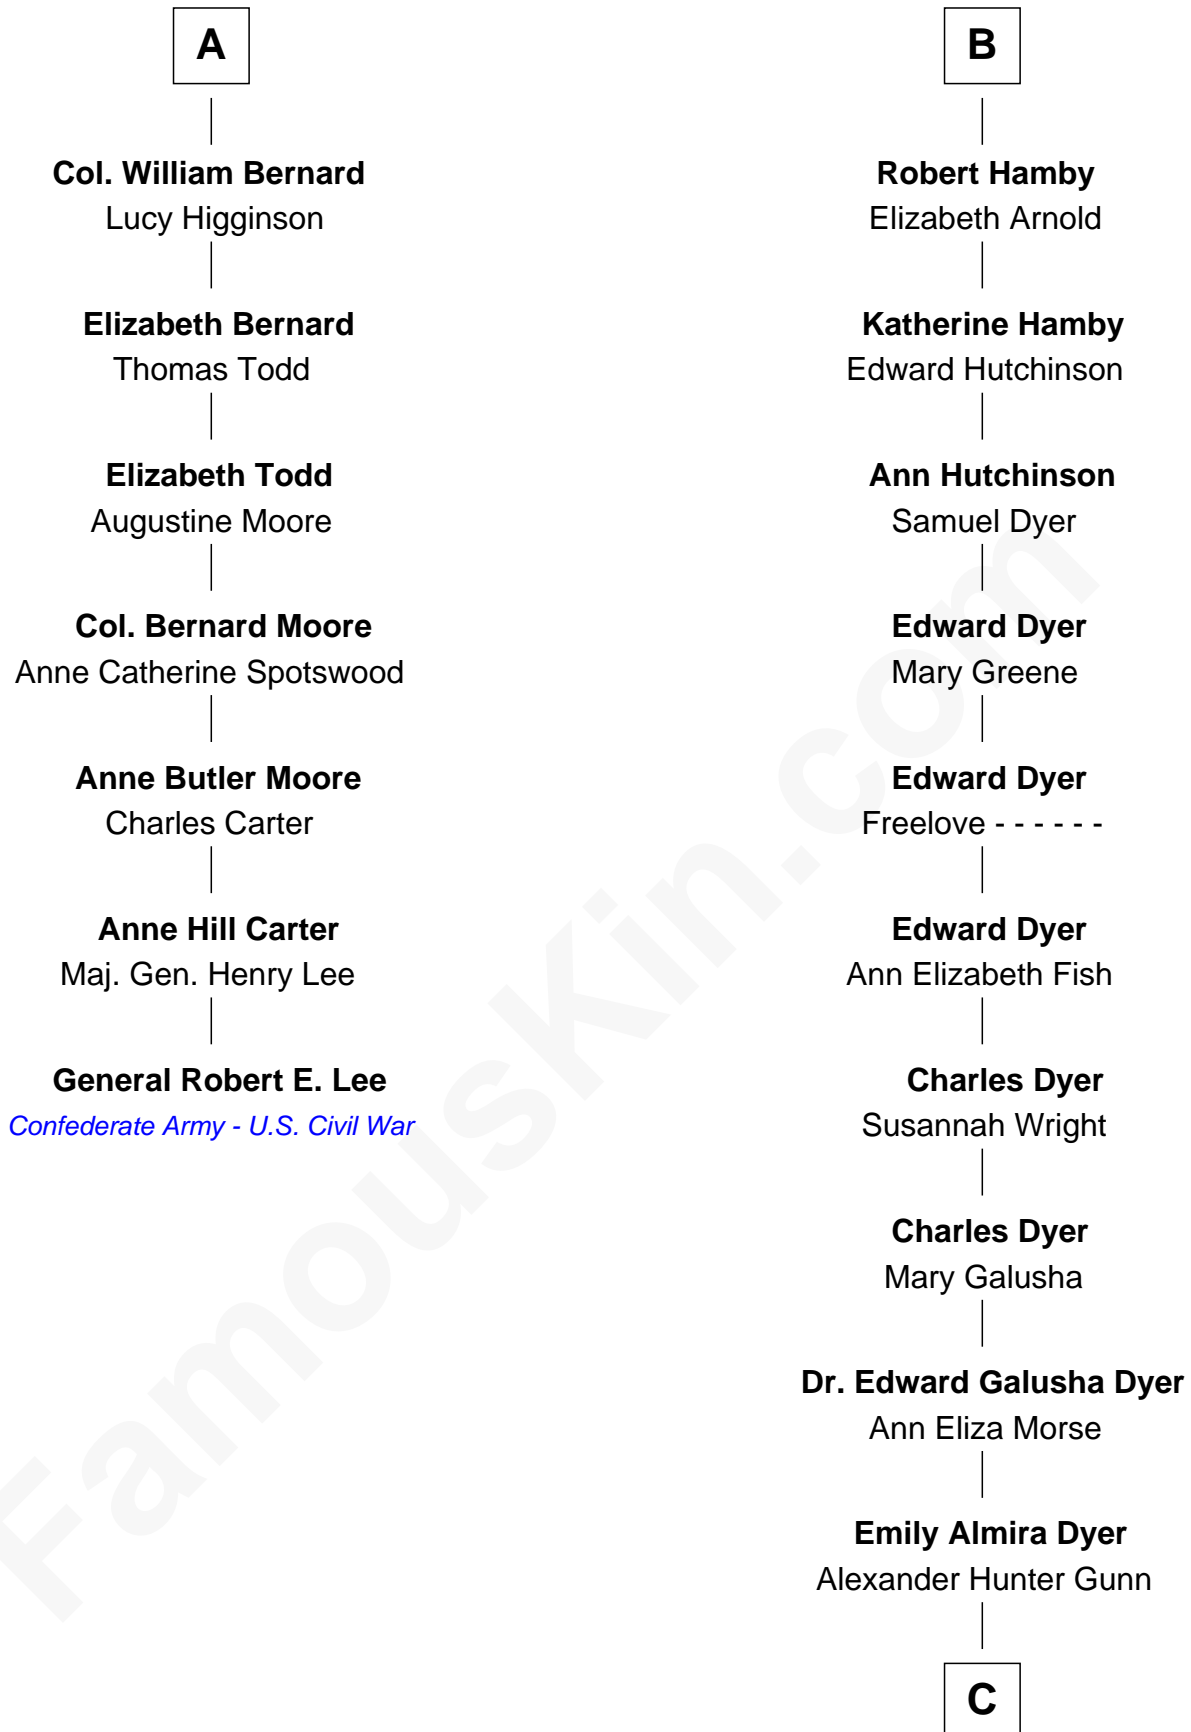 A
Col. William Bernard
Lucy Higginson
Elizabeth Bernard
Thomas Todd
Elizabeth Todd
Augustine Moore
Col. Bernard Moore
Anne Catherine Spotswood
Anne Butler Moore
Charles Carter
Anne Hill Carter
Maj. Gen. Henry Lee
General Robert E. Lee
Confederate Army - U.S. Civil War
B
Robert Hamby
Elizabeth Arnold
Katherine Hamby
Edward Hutchinson
Ann Hutchinson
Samuel Dyer
Edward Dyer
Mary Greene
Edward Dyer
Freelove - - - - - -
Edward Dyer
Ann Elizabeth Fish
Charles Dyer
Susannah Wright
Charles Dyer
Mary Galusha
Dr. Edward Galusha Dyer
Ann Eliza Morse
Emily Almira Dyer
Alexander Hunter Gunn
C
FamousKin.com